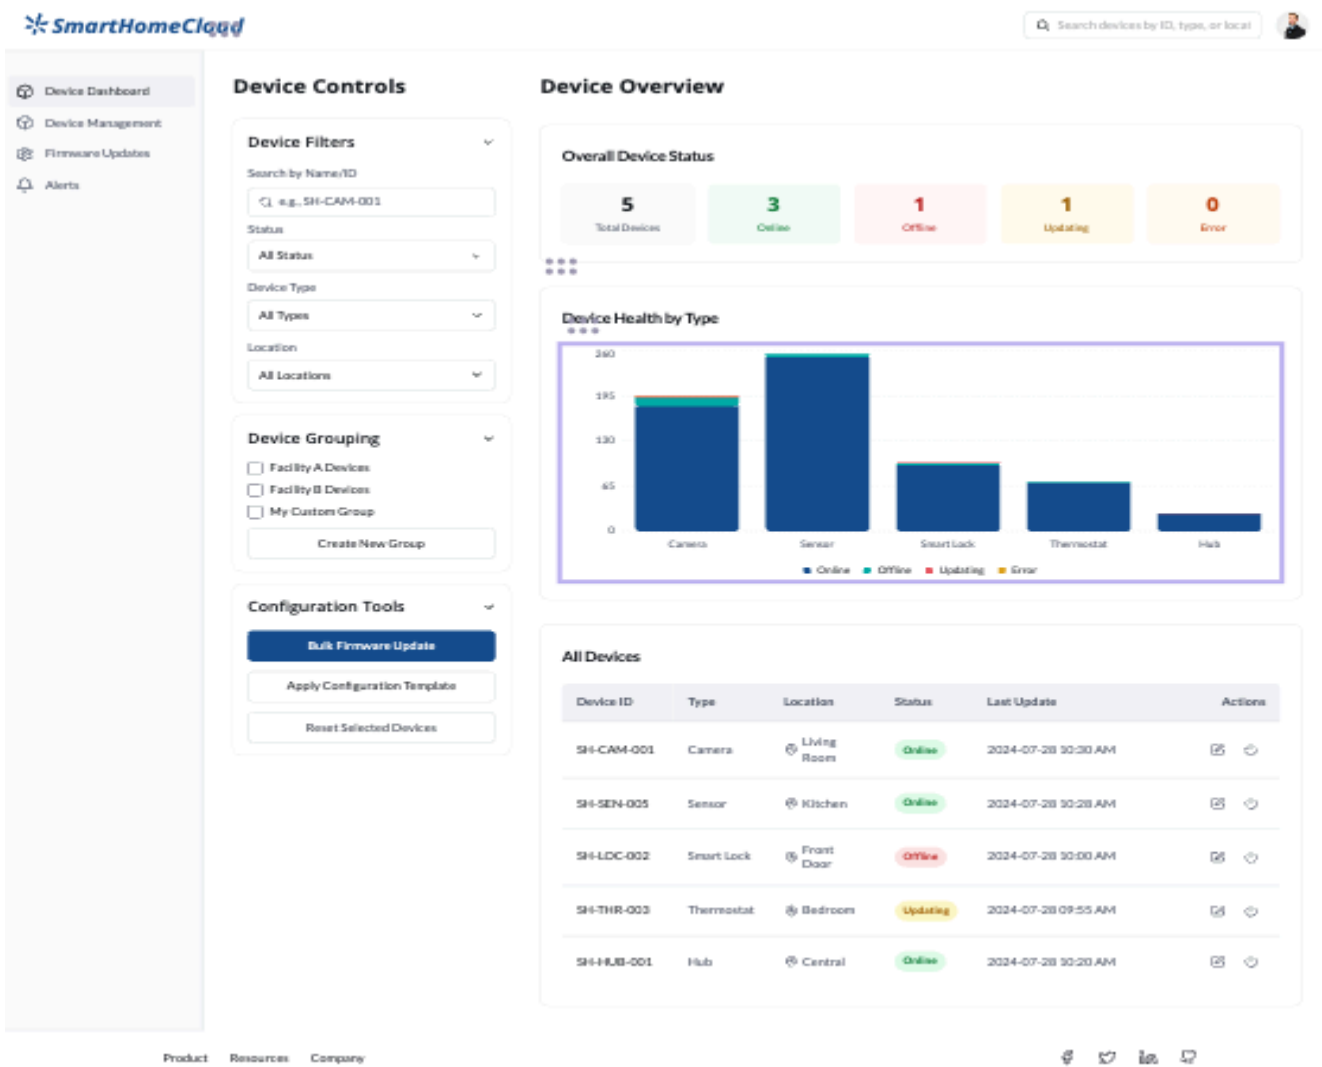 SmartHomeCloud
Search devices by ID, type, or locat
Device Dashboard
Device Management
Firmware Updates
Alerts
Device Controls
Device Filters
Search by Name/ID
e.g., SH-CAM-001
Status
All Status
Device Type
All Types
Location
All Locations
Device Grouping
Facility A Devices
Facility B Devices
My Custom Group
Create New Group
Configuration Tools
Bulk Firmware Update
Apply Configuration Template
Reset Selected Devices
Device Overview
Overall Device Status
5 3 1 1 0
Total Devices Online Offline Updating Error
Device Health by Type
260
195
130
65
0
Camera Sensor Smart Lock Thermostat Hub
Online Offline Updating Error
All Devices
Device ID Type Location Status Last Update Actions
SH-CAM-001 Camera Living Room Online 2024-07-28 10:30 AM
SH-SEN-005 Sensor Kitchen Online 2024-07-28 10:28 AM
SH-LOC-002 Smart Lock Front Door Offline 2024-07-28 10:00 AM
SH-THR-003 Thermostat Bedroom Updating 2024-07-28 09:55 AM
SH-HUB-001 Hub Central Online 2024-07-28 10:20 AM
Product Resources Company